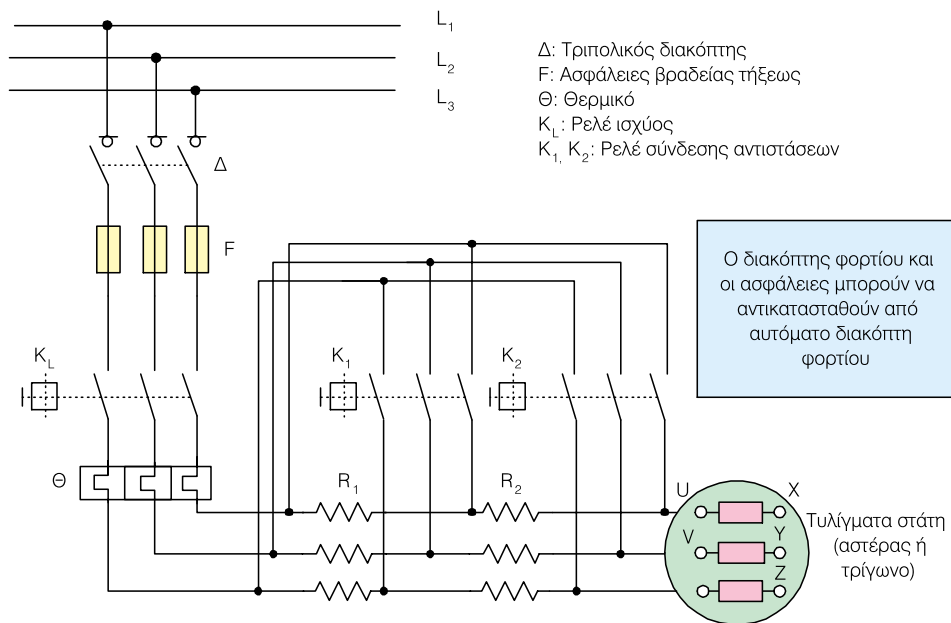 L1
L2
L3
Δ: Τριπολικός διακόπτης
F: Ασφάλειες βραδείας τήξεως
Θ: Θερμικό
KL: Ρελέ ισχύος
K1, K2: Ρελέ σύνδεσης αντιστάσεων
Δ
F
Ο διακόπτης φορτίου και
οι ασφάλειες μπορούν να
αντικατασταθούν από
αυτόματο διακόπτη
φορτίου
KL
K1
K2
Θ
R1
R2
U
X
V
Y
Z
Τυλίγματα στάτη
(αστέρας ή
τρίγωνο)